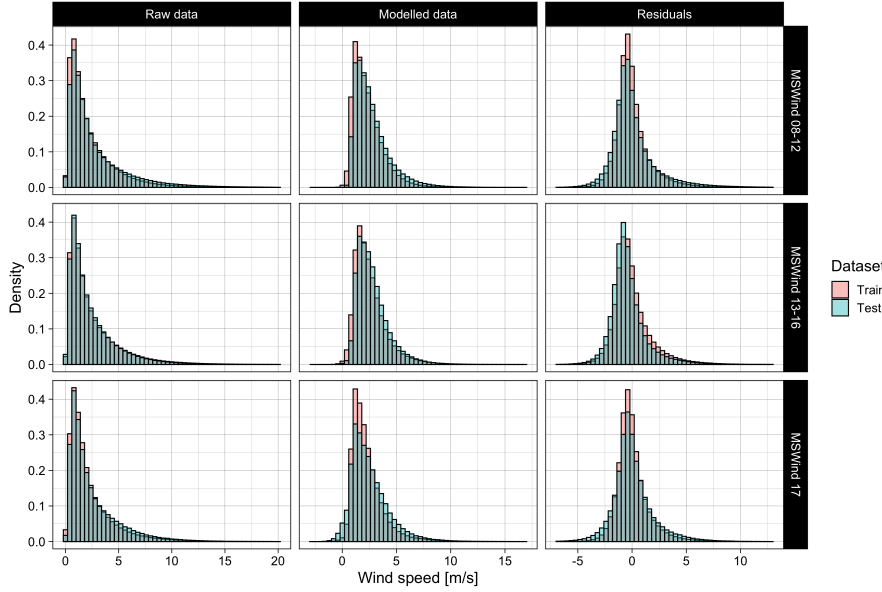 Raw data
Modelled data
Residuals
0.4
0.3
0.2
0.1
0.0
MSWind 08-12
0.4
0.3
0.2
0.1
0.0
MSWind 13-16
Density
Dataset
Train
Test
0.4
0.3
0.2
0.1
0.0
MSWind 17
0 5 10 15 20
0 5 10 15
-5 0 5 10
Wind speed [m/s]